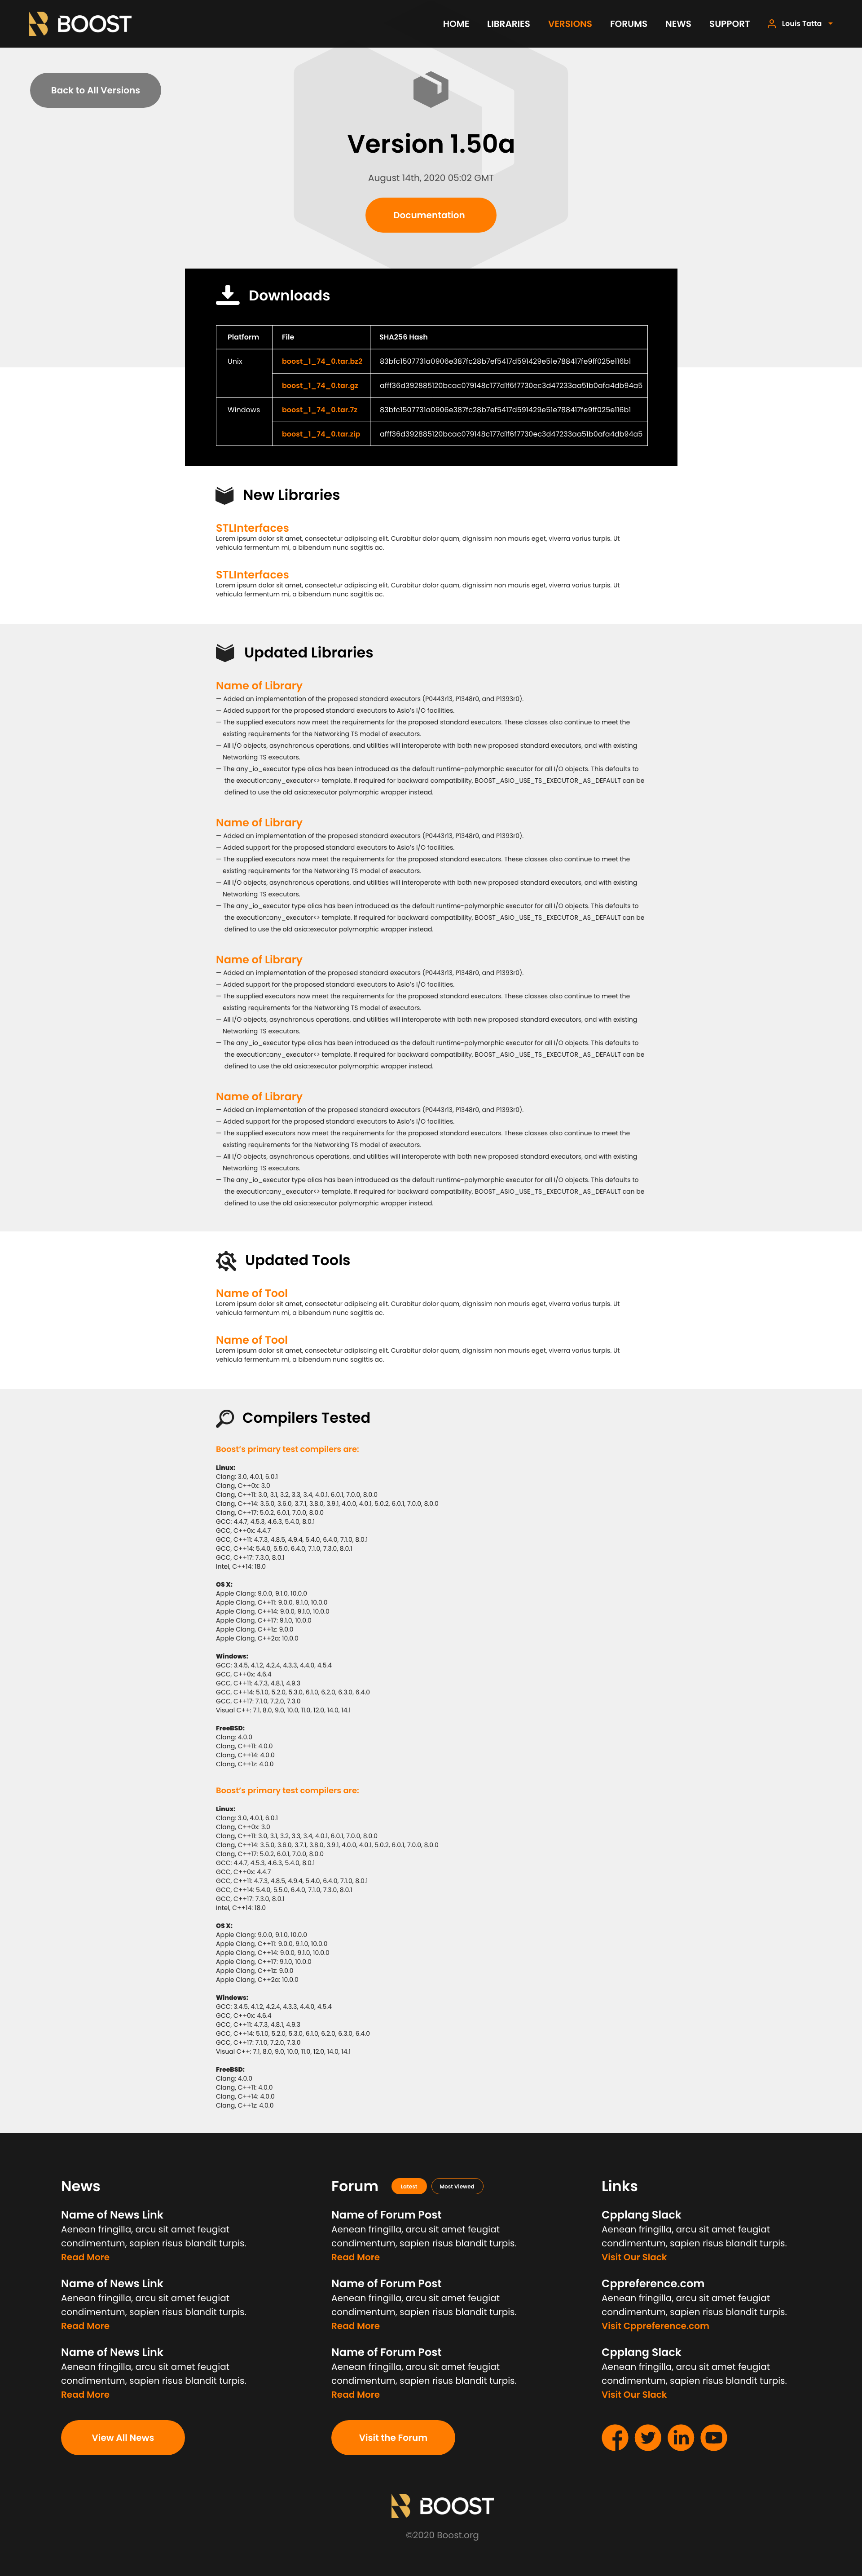 BOOST
HOME LIBRARIES VERSIONS FORUMS NEWS SUPPORT Louis Tatta
Back to All Versions
Version 1.50a
August 14th, 2020 05:02 GMT
Documentation
Downloads
Platform File SHA256 Hash
Unix boost_1_74_0.tar.bz2 83bfc1507731a0906e387fc28b7ef5417d591429e51e788417fe9ff025e116b1
boost_1_74_0.tar.gz afff36d392885120bcac079148c177d1f6f7730ec3d47233aa51b0afa4db94a5
Windows boost_1_74_0.tar.7z 83bfc1507731a0906e387fc28b7ef5417d591429e51e788417fe9ff025e116b1
boost_1_74_0.tar.zip afff36d392885120bcac079148c177d1f6f7730ec3d47233aa51b0afa4db94a5
New Libraries
STLInterfaces
Lorem ipsum dolor sit amet, consectetur adipiscing elit. Curabitur dolor quam, dignissim non mauris eget, viverra varius turpis. Ut
vehicula fermentum mi, a bibendum nunc sagittis ac.
STLInterfaces
Lorem ipsum dolor sit amet, consectetur adipiscing elit. Curabitur dolor quam, dignissim non mauris eget, viverra varius turpis. Ut
vehicula fermentum mi, a bibendum nunc sagittis ac.
Updated Libraries
Name of Library
— Added an implementation of the proposed standard executors (P0443r13, P1348r0, and P1393r0).
— Added support for the proposed standard executors to Asio's I/O facilities.
— The supplied executors now meet the requirements for the proposed standard executors. These classes also continue to meet the
existing requirements for the Networking TS model of executors.
— All I/O objects, asynchronous operations, and utilities will interoperate with both new proposed standard executors, and with existing
Networking TS executors.
— The any_io_executor type alias has been introduced as the default runtime-polymorphic executor for all I/O objects. This defaults to
the execution::any_executor<> template. If required for backward compatibility, BOOST_ASIO_USE_TS_EXECUTOR_AS_DEFAULT can be
defined to use the old asio::executor polymorphic wrapper instead.
Name of Library
— Added an implementation of the proposed standard executors (P0443r13, P1348r0, and P1393r0).
— Added support for the proposed standard executors to Asio's I/O facilities.
— The supplied executors now meet the requirements for the proposed standard executors. These classes also continue to meet the
existing requirements for the Networking TS model of executors.
— All I/O objects, asynchronous operations, and utilities will interoperate with both new proposed standard executors, and with existing
Networking TS executors.
— The any_io_executor type alias has been introduced as the default runtime-polymorphic executor for all I/O objects. This defaults to
the execution::any_executor<> template. If required for backward compatibility, BOOST_ASIO_USE_TS_EXECUTOR_AS_DEFAULT can be
defined to use the old asio::executor polymorphic wrapper instead.
Name of Library
— Added an implementation of the proposed standard executors (P0443r13, P1348r0, and P1393r0).
— Added support for the proposed standard executors to Asio's I/O facilities.
— The supplied executors now meet the requirements for the proposed standard executors. These classes also continue to meet the
existing requirements for the Networking TS model of executors.
— All I/O objects, asynchronous operations, and utilities will interoperate with both new proposed standard executors, and with existing
Networking TS executors.
— The any_io_executor type alias has been introduced as the default runtime-polymorphic executor for all I/O objects. This defaults to
the execution::any_executor<> template. If required for backward compatibility, BOOST_ASIO_USE_TS_EXECUTOR_AS_DEFAULT can be
defined to use the old asio::executor polymorphic wrapper instead.
Name of Library
— Added an implementation of the proposed standard executors (P0443r13, P1348r0, and P1393r0).
— Added support for the proposed standard executors to Asio's I/O facilities.
— The supplied executors now meet the requirements for the proposed standard executors. These classes also continue to meet the
existing requirements for the Networking TS model of executors.
— All I/O objects, asynchronous operations, and utilities will interoperate with both new proposed standard executors, and with existing
Networking TS executors.
— The any_io_executor type alias has been introduced as the default runtime-polymorphic executor for all I/O objects. This defaults to
the execution::any_executor<> template. If required for backward compatibility, BOOST_ASIO_USE_TS_EXECUTOR_AS_DEFAULT can be
defined to use the old asio::executor polymorphic wrapper instead.
Updated Tools
Name of Tool
Lorem ipsum dolor sit amet, consectetur adipiscing elit. Curabitur dolor quam, dignissim non mauris eget, viverra varius turpis. Ut
vehicula fermentum mi, a bibendum nunc sagittis ac.
Name of Tool
Lorem ipsum dolor sit amet, consectetur adipiscing elit. Curabitur dolor quam, dignissim non mauris eget, viverra varius turpis. Ut
vehicula fermentum mi, a bibendum nunc sagittis ac.
Compilers Tested
Boost's primary test compilers are:
Linux:
Clang: 3.0, 4.0.1, 6.0.1
Clang, C++0x: 3.0
Clang, C++11: 3.0, 3.1, 3.2, 3.3, 3.4, 4.0.1, 6.0.1, 7.0.0, 8.0.0
Clang, C++14: 3.5.0, 3.6.0, 3.7.1, 3.8.0, 3.9.1, 4.0.0, 4.0.1, 5.0.2, 6.0.1, 7.0.0, 8.0.0
Clang, C++17: 5.0.2, 6.0.1, 7.0.0, 8.0.0
GCC: 4.4.7, 4.5.3, 4.6.3, 5.4.0, 8.0.1
GCC, C++0x: 4.4.7
GCC, C++11: 4.7.3, 4.8.5, 4.9.4, 5.4.0, 6.4.0, 7.1.0, 8.0.1
GCC, C++14: 5.4.0, 5.5.0, 6.4.0, 7.1.0, 7.3.0, 8.0.1
GCC, C++17: 7.3.0, 8.0.1
Intel, C++14: 18.0
OS X:
Apple Clang: 9.0.0, 9.1.0, 10.0.0
Apple Clang, C++11: 9.0.0, 9.1.0, 10.0.0
Apple Clang, C++14: 9.0.0, 9.1.0, 10.0.0
Apple Clang, C++17: 9.1.0, 10.0.0
Apple Clang, C++1z: 9.0.0
Apple Clang, C++2a: 10.0.0
Windows:
GCC: 3.4.5, 4.1.2, 4.2.4, 4.3.3, 4.4.0, 4.5.4
GCC, C++0x: 4.6.4
GCC, C++11: 4.7.3, 4.8.1, 4.9.3
GCC, C++14: 5.1.0, 5.2.0, 5.3.0, 6.1.0, 6.2.0, 6.3.0, 6.4.0
GCC, C++17: 7.1.0, 7.2.0, 7.3.0
Visual C++: 7.1, 8.0, 9.0, 10.0, 11.0, 12.0, 14.0, 14.1
FreeBSD:
Clang: 4.0.0
Clang, C++11: 4.0.0
Clang, C++14: 4.0.0
Clang, C++1z: 4.0.0
Boost's primary test compilers are:
Linux:
Clang: 3.0, 4.0.1, 6.0.1
Clang, C++0x: 3.0
Clang, C++11: 3.0, 3.1, 3.2, 3.3, 3.4, 4.0.1, 6.0.1, 7.0.0, 8.0.0
Clang, C++14: 3.5.0, 3.6.0, 3.7.1, 3.8.0, 3.9.1, 4.0.0, 4.0.1, 5.0.2, 6.0.1, 7.0.0, 8.0.0
Clang, C++17: 5.0.2, 6.0.1, 7.0.0, 8.0.0
GCC: 4.4.7, 4.5.3, 4.6.3, 5.4.0, 8.0.1
GCC, C++0x: 4.4.7
GCC, C++11: 4.7.3, 4.8.5, 4.9.4, 5.4.0, 6.4.0, 7.1.0, 8.0.1
GCC, C++14: 5.4.0, 5.5.0, 6.4.0, 7.1.0, 7.3.0, 8.0.1
GCC, C++17: 7.3.0, 8.0.1
Intel, C++14: 18.0
OS X:
Apple Clang: 9.0.0, 9.1.0, 10.0.0
Apple Clang, C++11: 9.0.0, 9.1.0, 10.0.0
Apple Clang, C++14: 9.0.0, 9.1.0, 10.0.0
Apple Clang, C++17: 9.1.0, 10.0.0
Apple Clang, C++1z: 9.0.0
Apple Clang, C++2a: 10.0.0
Windows:
GCC: 3.4.5, 4.1.2, 4.2.4, 4.3.3, 4.4.0, 4.5.4
GCC, C++0x: 4.6.4
GCC, C++11: 4.7.3, 4.8.1, 4.9.3
GCC, C++14: 5.1.0, 5.2.0, 5.3.0, 6.1.0, 6.2.0, 6.3.0, 6.4.0
GCC, C++17: 7.1.0, 7.2.0, 7.3.0
Visual C++: 7.1, 8.0, 9.0, 10.0, 11.0, 12.0, 14.0, 14.1
FreeBSD:
Clang: 4.0.0
Clang, C++11: 4.0.0
Clang, C++14: 4.0.0
Clang, C++1z: 4.0.0
News
Name of News Link
Aenean fringilla, arcu sit amet feugiat
condimentum, sapien risus blandit turpis.
Read More
Name of News Link
Aenean fringilla, arcu sit amet feugiat
condimentum, sapien risus blandit turpis.
Read More
Name of News Link
Aenean fringilla, arcu sit amet feugiat
condimentum, sapien risus blandit turpis.
Read More
View All News
Forum Latest Most Viewed
Name of Forum Post
Aenean fringilla, arcu sit amet feugiat
condimentum, sapien risus blandit turpis.
Read More
Name of Forum Post
Aenean fringilla, arcu sit amet feugiat
condimentum, sapien risus blandit turpis.
Read More
Name of Forum Post
Aenean fringilla, arcu sit amet feugiat
condimentum, sapien risus blandit turpis.
Read More
Visit the Forum
Links
Cpplang Slack
Aenean fringilla, arcu sit amet feugiat
condimentum, sapien risus blandit turpis.
Visit Our Slack
Cppreference.com
Aenean fringilla, arcu sit amet feugiat
condimentum, sapien risus blandit turpis.
Visit Cppreference.com
Cpplang Slack
Aenean fringilla, arcu sit amet feugiat
condimentum, sapien risus blandit turpis.
Visit Our Slack
BOOST
©2020 Boost.org